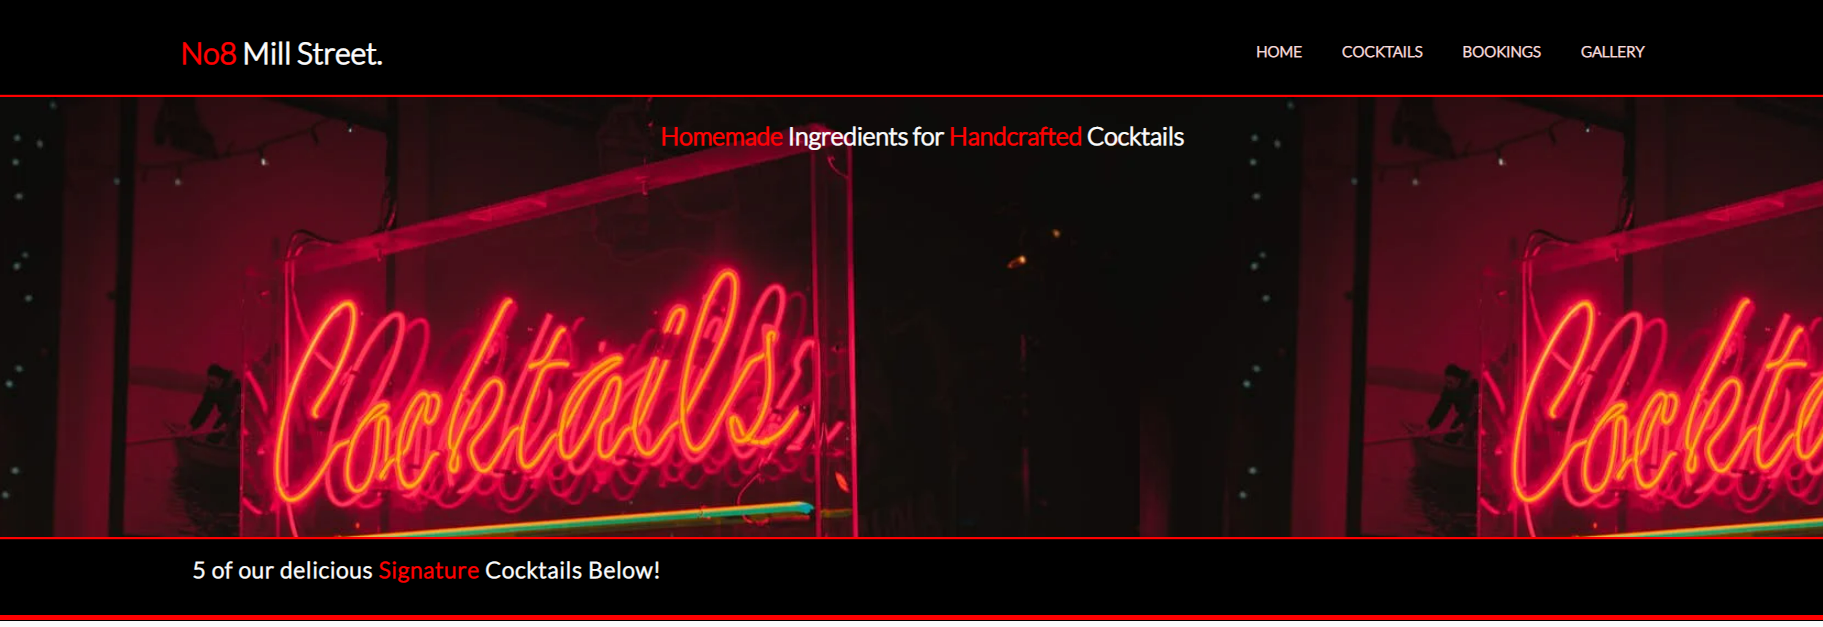 No8 Mill Street.
HOME COCKTAILS BOOKINGS GALLERY
Homemade Ingredients for Handcrafted Cocktails
Cocktails
Cockta
5 of our delicious Signature Cocktails Below!